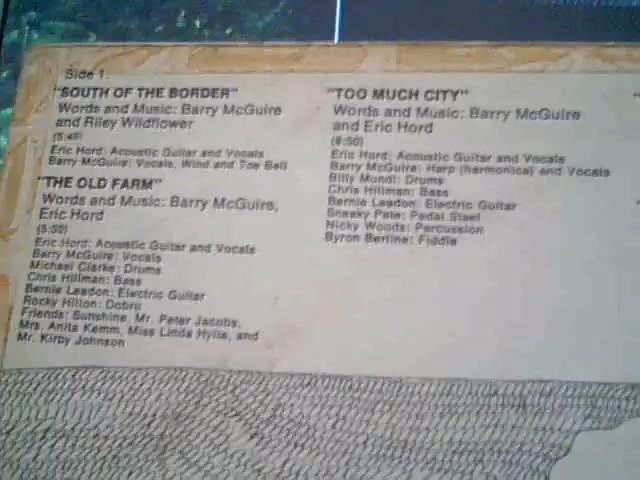 Side 1:
"SOUTH OF THE BORDER"
Words and Music: Barry McGuire
and Riley Wildflower
Eric Hord: Acoustic Guitar and Vocals
Barry McGuire: Vocals, Wind and Toe Bell
"THE OLD FARM"
Words and Music: Barry McGuire,
Eric Hord
Eric Hord: Acoustic Guitar and Vocals
Barry McGuire: Vocals
Michael Clarke: Drums
Chris Hillman: Bass
Bernie Leadon: Electric Guitar
Rocky Hilton: Dobro
Friends: Sunshine, Mr. Peter Jacobs,
Mrs. Anita Kemm, Miss Linda Hylia, and
Mr. Kirby Johnson
"TOO MUCH CITY"
Words and Music: Barry McGuire
and Eric Hord
Eric Hord: Acoustic Guitar and Vocals
Barry McGuire: Harp (harmonica) and Vocals
Billy Mundi: Drums
Chris Hillman: Bass
Bernie Leadon: Electric Guitar
Sneaky Pete: Pedal Steel
Nicky Woods: Percussion
Byron Berline: Fiddle